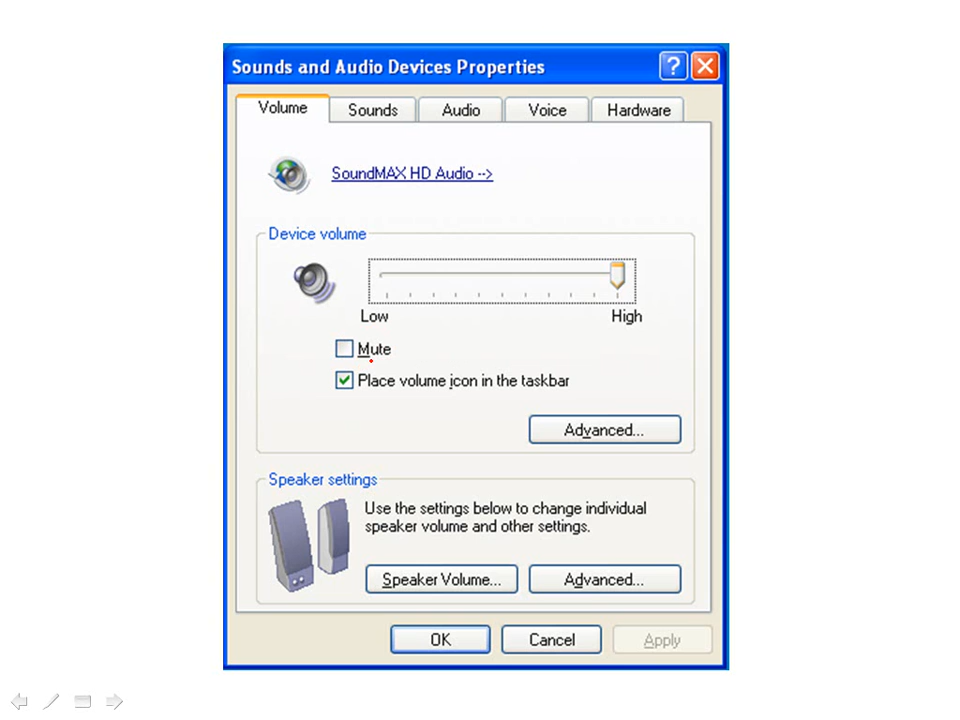 Sounds and Audio Devices Properties
Volume
Sounds
Audio
Voice
Hardware
SoundMAX HD Audio -->
Device volume
Low
High
Mute
Place volume icon in the taskbar
Advanced...
Speaker settings
Use the settings below to change individual
speaker volume and other settings.
Speaker Volume...
Advanced...
OK
Cancel
Apply